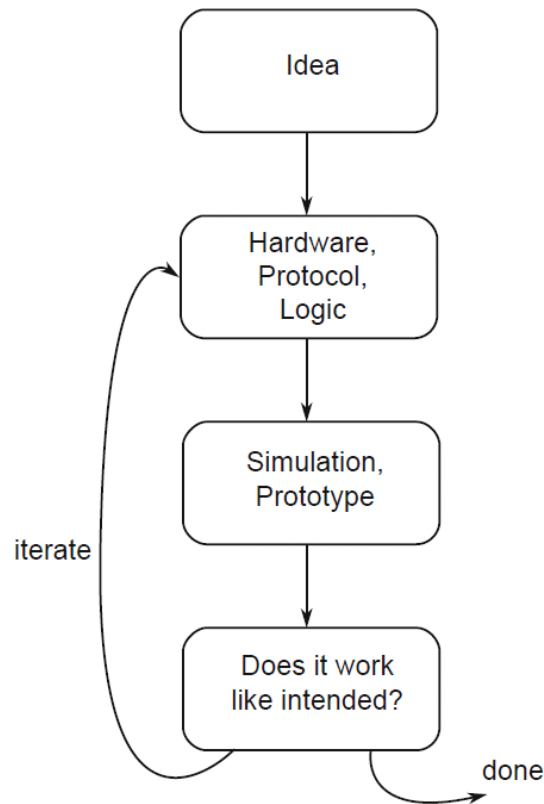 Idea
Hardware,
Protocol,
Logic
Simulation,
Prototype
iterate
Does it work
like intended?
done